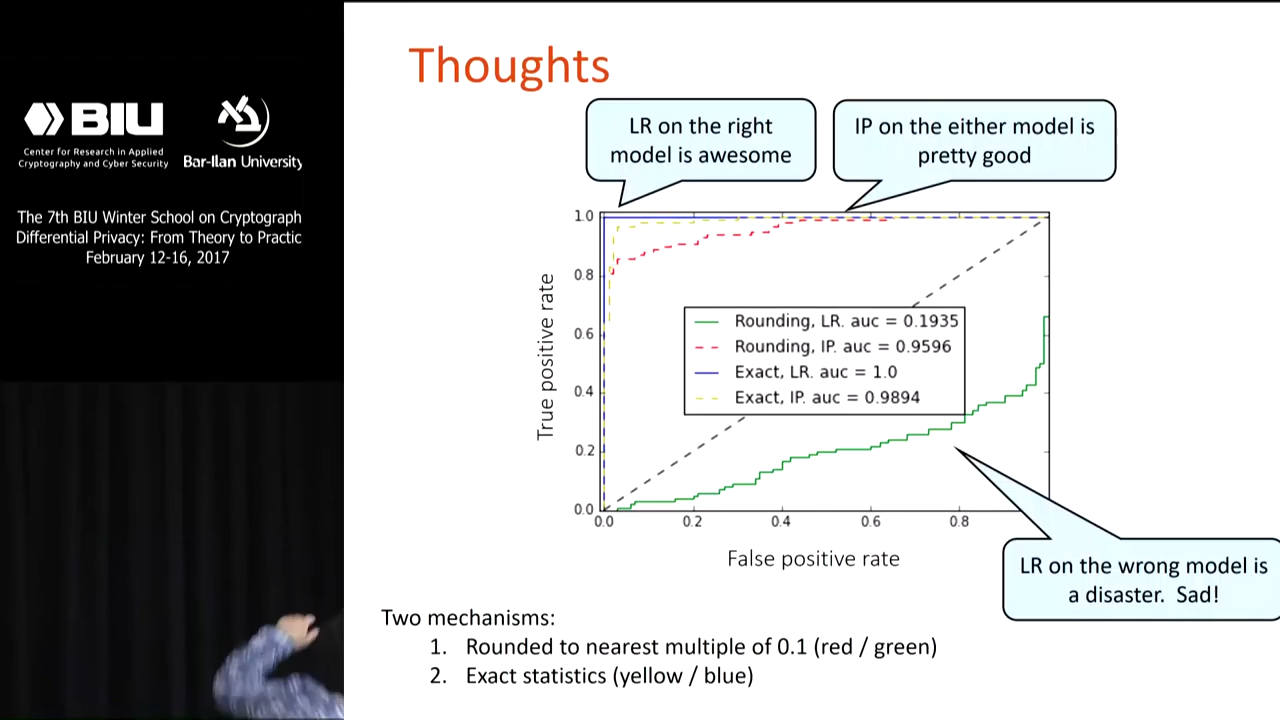 BIU
Center for Research in Applied
Cryptography and Cyber Security
Bar-Ilan University
The 7th BIU Winter School on Cryptograph
Differential Privacy: From Theory to Practic
February 12-16, 2017
Thoughts
LR on the right
model is awesome
IP on the either model is
pretty good
1.0
0.8
0.6
0.4
0.2
0.0
True positive rate
Rounding, LR. auc = 0.1935
Rounding, IP. auc = 0.9596
Exact, LR. auc = 1.0
Exact, IP. auc = 0.9894
0.0 0.2 0.4 0.6 0.8
False positive rate
LR on the wrong model is
a disaster. Sad!
Two mechanisms:
1. Rounded to nearest multiple of 0.1 (red / green)
2. Exact statistics (yellow / blue)